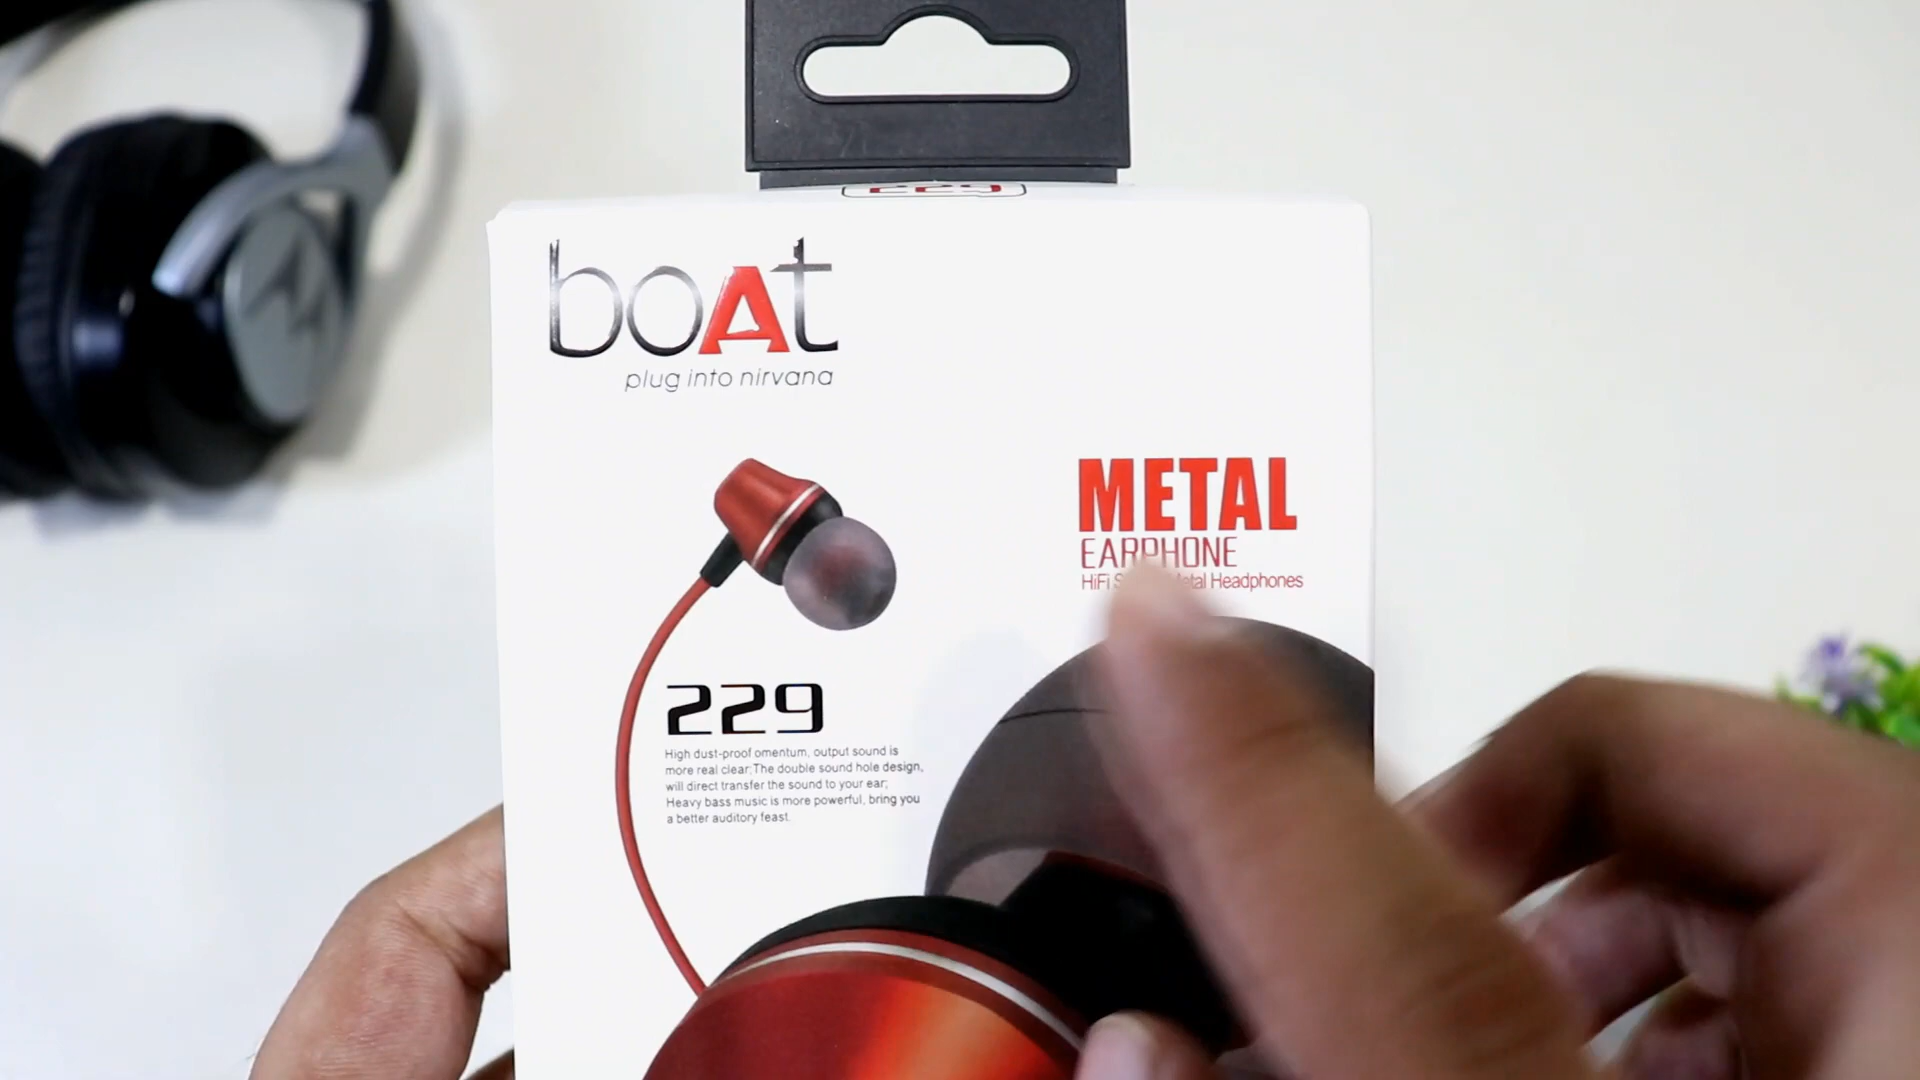 229
boAt
plug into nirvana
METAL
EARPHONE
HiFi Metal Headphones
229
High dust-proof omentum, output sound is
more real clear;The double sound hole design,
will direct transfer the sound to your ear;
Heavy bass music is more powerful, bring you
a better auditory feast.